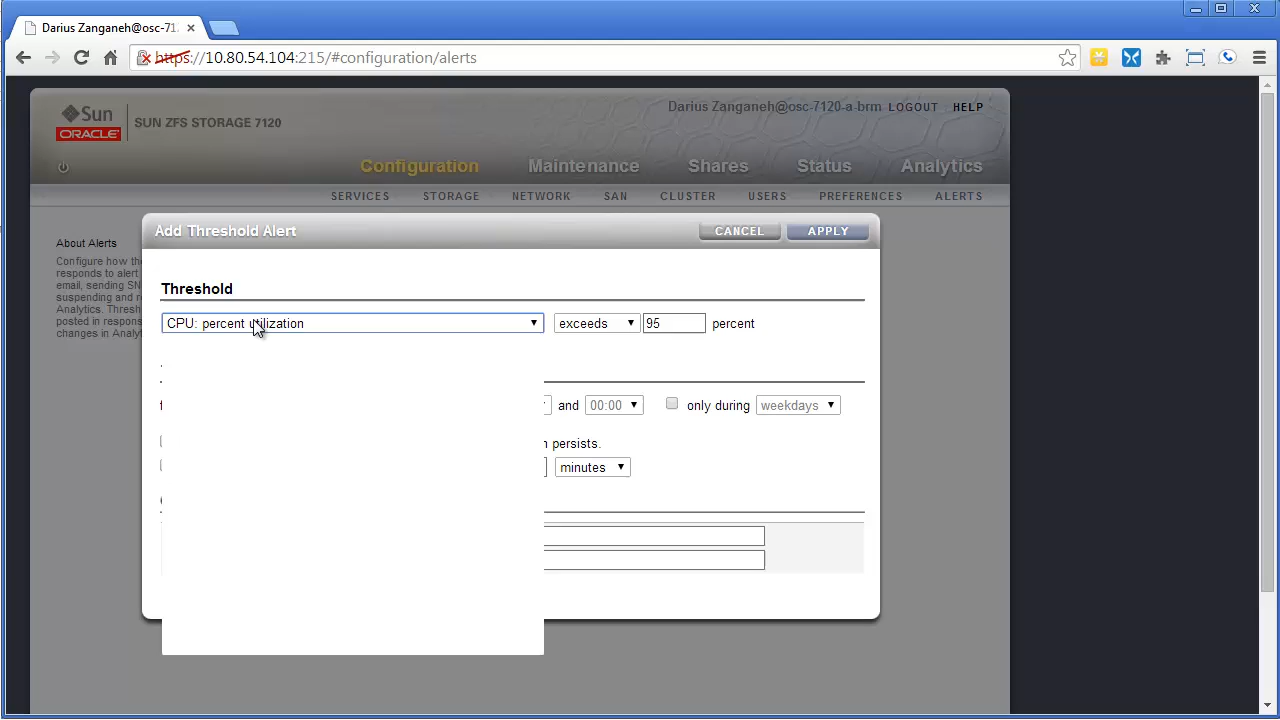 Darius Zanganeh@osc-71
https://10.80.54.104:215/#configuration/alerts
Darius Zanganeh@osc-7120-a-brm LOGOUT HELP
Sun
ORACLE
SUN ZFS STORAGE 7120
Configuration Maintenance Shares Status Analytics
SERVICES STORAGE NETWORK SAN CLUSTER USERS PREFERENCES ALERTS
About Alerts
Configure how the
responds to alert
email, sending SN
suspending and re
Analytics. Thresh
posted in respons
changes in Analyt
Add Threshold Alert CANCEL APPLY
Threshold
CPU: percent utilization exceeds 95 percent
and 00:00 only during weekdays
persists.
minutes